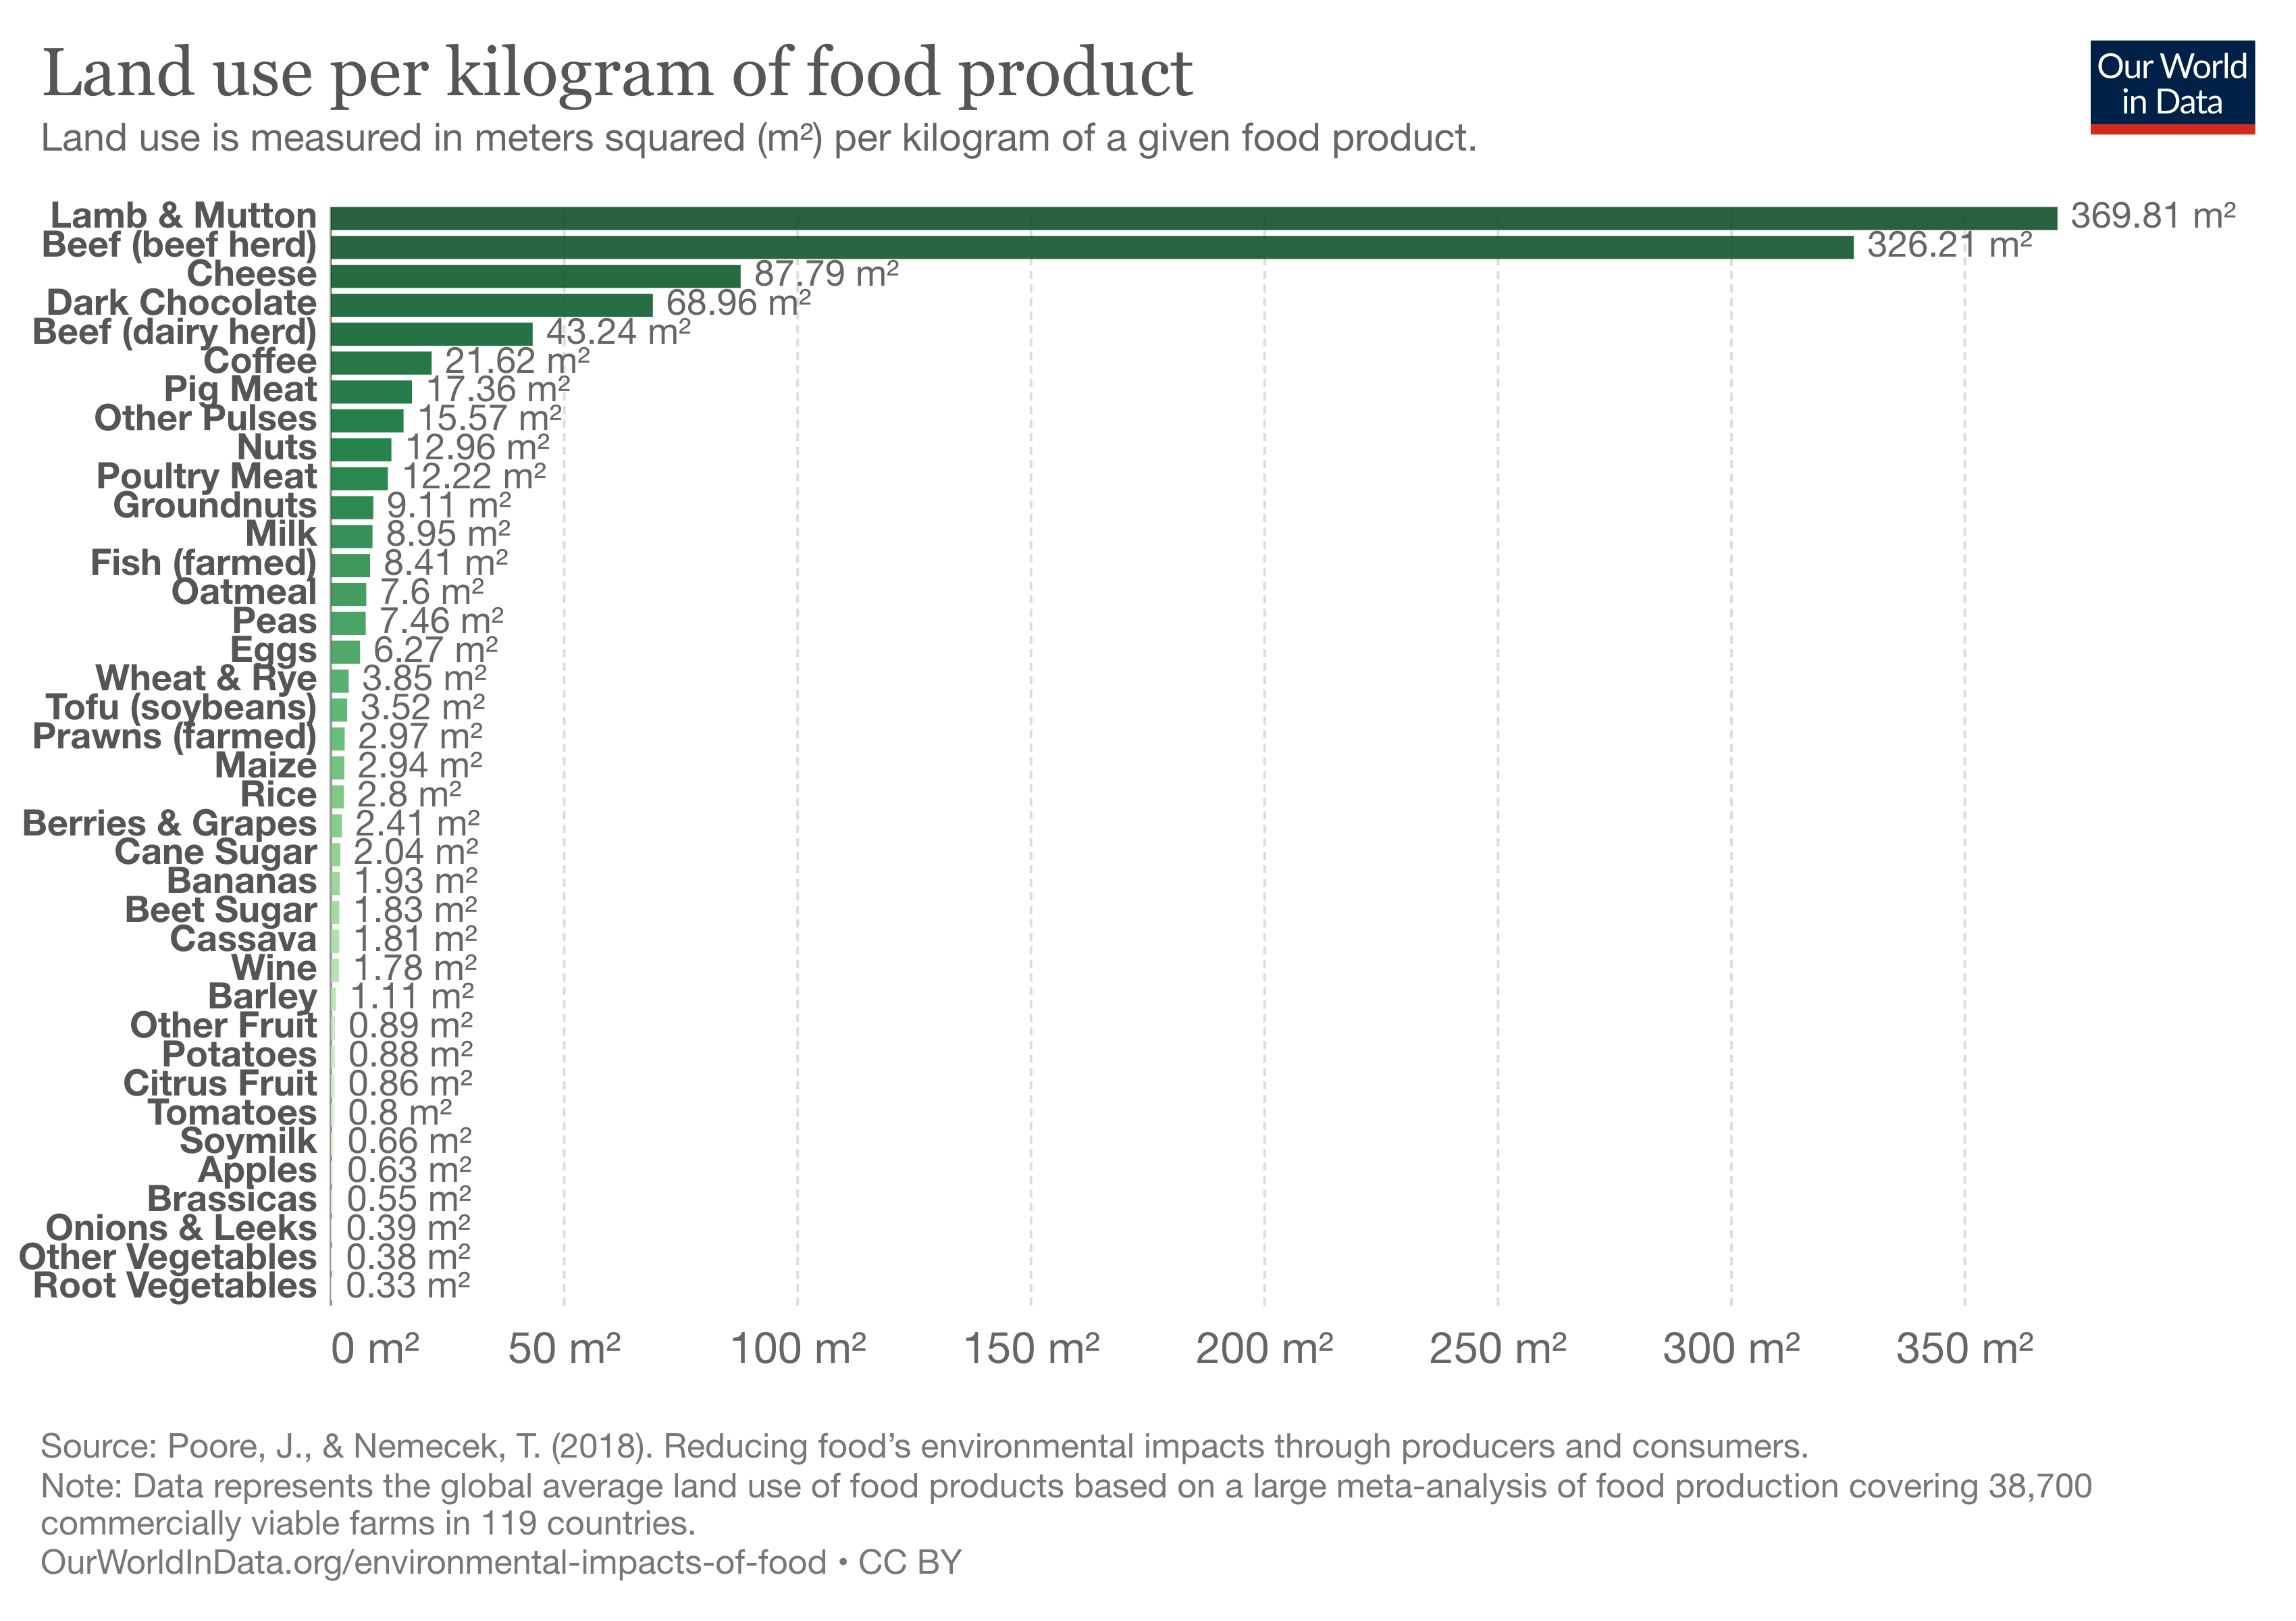 Land use per kilogram of food product
Land use is measured in meters squared (m²) per kilogram of a given food product.
Our World
in Data
Lamb & Mutton 369.81 m²
Beef (beef herd) 326.21 m²
Cheese 87.79 m²
Dark Chocolate 68.96 m²
Beef (dairy herd) 43.24 m²
Coffee 21.62 m²
Pig Meat 17.36 m²
Other Pulses 15.57 m²
Nuts 12.96 m²
Poultry Meat 12.22 m²
Groundnuts 9.11 m²
Milk 8.95 m²
Fish (farmed) 8.41 m²
Oatmeal 7.6 m²
Peas 7.46 m²
Eggs 6.27 m²
Wheat & Rye 3.85 m²
Tofu (soybeans) 3.52 m²
Prawns (farmed) 2.97 m²
Maize 2.94 m²
Rice 2.8 m²
Berries & Grapes 2.41 m²
Cane Sugar 2.04 m²
Bananas 1.93 m²
Beet Sugar 1.83 m²
Cassava 1.81 m²
Wine 1.78 m²
Barley 1.11 m²
Other Fruit 0.89 m²
Potatoes 0.88 m²
Citrus Fruit 0.86 m²
Tomatoes 0.8 m²
Soymilk 0.66 m²
Apples 0.63 m²
Brassicas 0.55 m²
Onions & Leeks 0.39 m²
Other Vegetables 0.38 m²
Root Vegetables 0.33 m²
0 m² 50 m² 100 m² 150 m² 200 m² 250 m² 300 m² 350 m²
Source: Poore, J., & Nemecek, T. (2018). Reducing food’s environmental impacts through producers and consumers.
Note: Data represents the global average land use of food products based on a large meta-analysis of food production covering 38,700
commercially viable farms in 119 countries.
OurWorldInData.org/environmental-impacts-of-food • CC BY